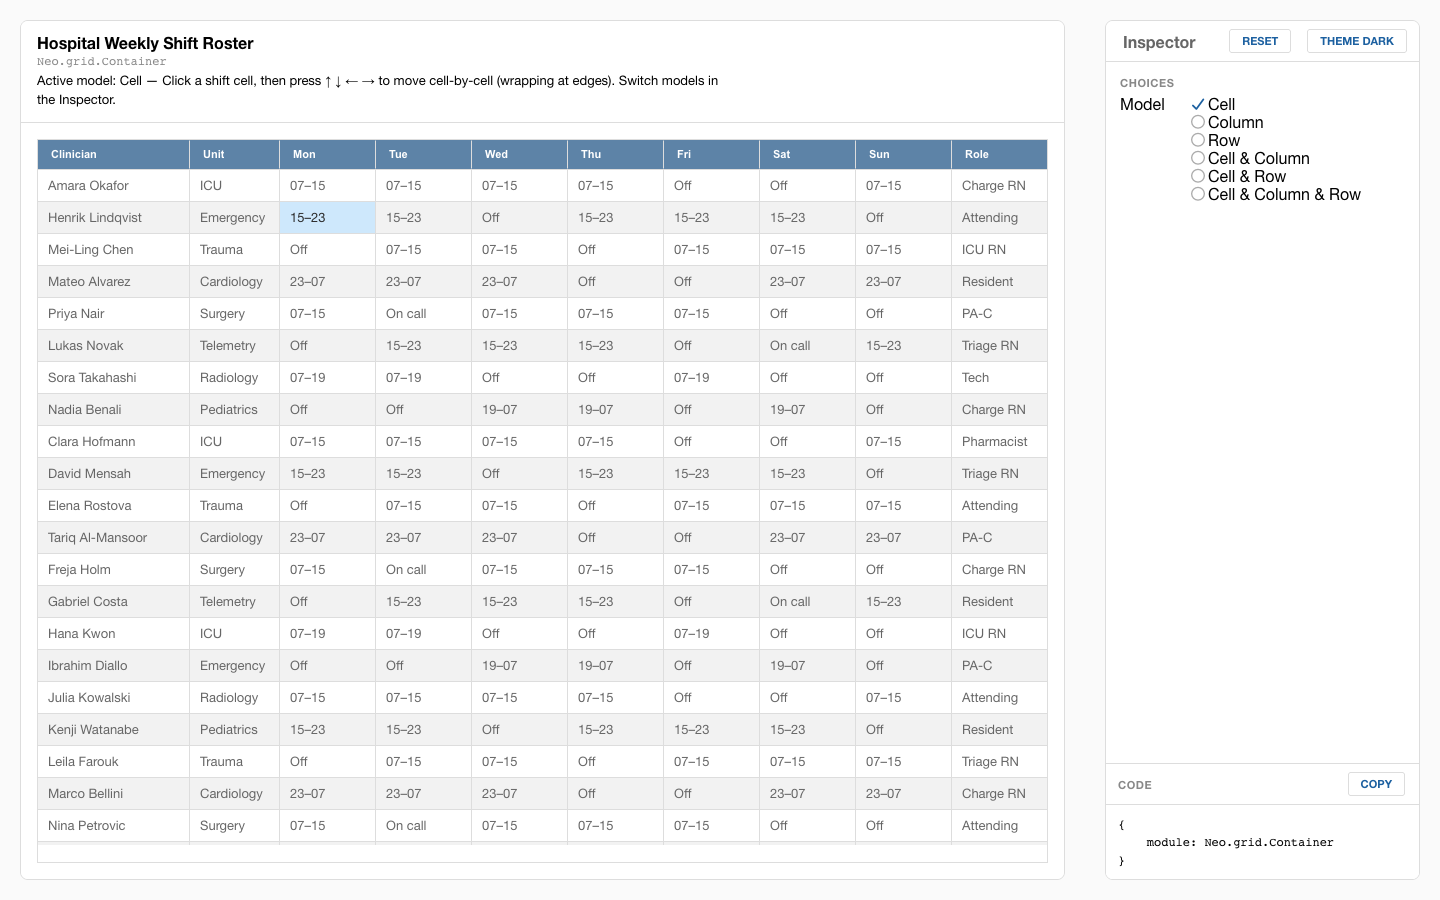 Hospital Weekly Shift Roster
Neo.grid.Container
Active model: Cell — Click a shift cell, then press ↑ ↓ ← → to move cell-by-cell (wrapping at edges). Switch models in
the Inspector.
Clinician Unit Mon Tue Wed Thu Fri Sat Sun Role
Amara Okafor ICU 07–15 07–15 07–15 07–15 Off Off 07–15 Charge RN
Henrik Lindqvist Emergency 15–23 15–23 Off 15–23 15–23 15–23 Off Attending
Mei-Ling Chen Trauma Off 07–15 07–15 Off 07–15 07–15 07–15 ICU RN
Mateo Alvarez Cardiology 23–07 23–07 23–07 Off Off 23–07 23–07 Resident
Priya Nair Surgery 07–15 On call 07–15 07–15 07–15 Off Off PA-C
Lukas Novak Telemetry Off 15–23 15–23 15–23 Off On call 15–23 Triage RN
Sora Takahashi Radiology 07–19 07–19 Off Off 07–19 Off Off Tech
Nadia Benali Pediatrics Off Off 19–07 19–07 Off 19–07 Off Charge RN
Clara Hofmann ICU 07–15 07–15 07–15 07–15 Off Off 07–15 Pharmacist
David Mensah Emergency 15–23 15–23 Off 15–23 15–23 15–23 Off Triage RN
Elena Rostova Trauma Off 07–15 07–15 Off 07–15 07–15 07–15 Attending
Tariq Al-Mansoor Cardiology 23–07 23–07 23–07 Off Off 23–07 23–07 PA-C
Freja Holm Surgery 07–15 On call 07–15 07–15 07–15 Off Off Charge RN
Gabriel Costa Telemetry Off 15–23 15–23 15–23 Off On call 15–23 Resident
Hana Kwon ICU 07–19 07–19 Off Off 07–19 Off Off ICU RN
Ibrahim Diallo Emergency Off Off 19–07 19–07 Off 19–07 Off PA-C
Julia Kowalski Radiology 07–15 07–15 07–15 07–15 Off Off 07–15 Attending
Kenji Watanabe Pediatrics 15–23 15–23 Off 15–23 15–23 15–23 Off Resident
Leila Farouk Trauma Off 07–15 07–15 Off 07–15 07–15 07–15 Triage RN
Marco Bellini Cardiology 23–07 23–07 23–07 Off Off 23–07 23–07 Charge RN
Nina Petrovic Surgery 07–15 On call 07–15 07–15 07–15 Off Off Attending
Inspector RESET THEME DARK
CHOICES
Model Cell
Column
Row
Cell & Column
Cell & Row
Cell & Column & Row
CODE COPY
{
module: Neo.grid.Container
}